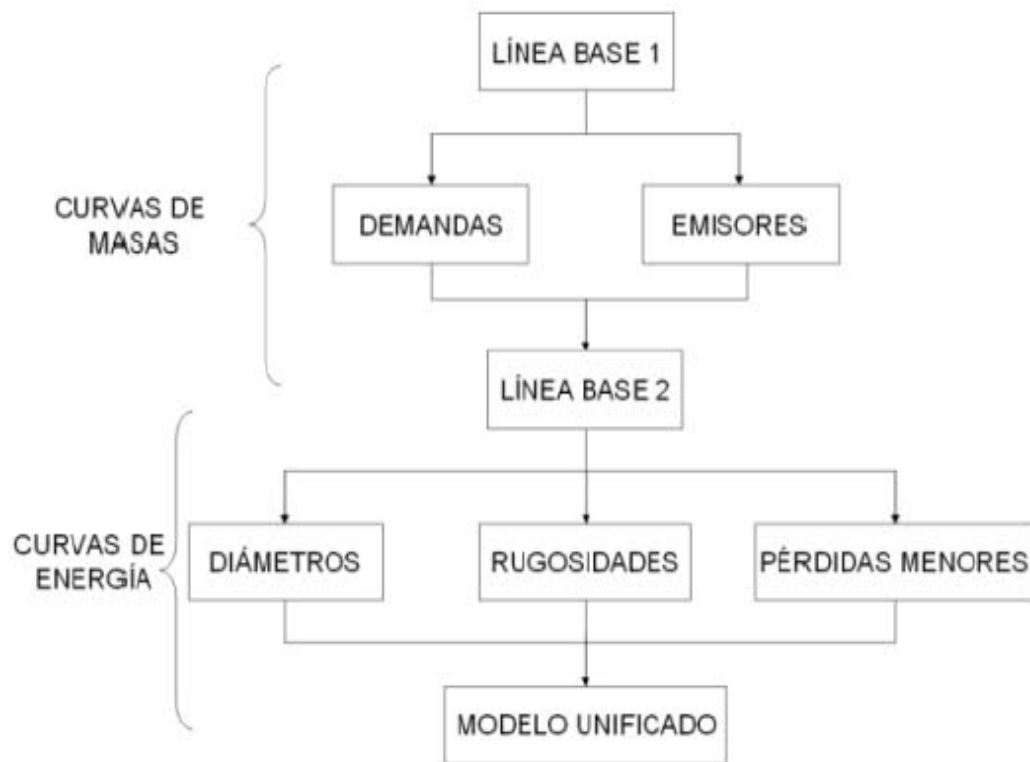 LÍNEA BASE 1
CURVAS DE
MASAS
DEMANDAS
EMISORES
LÍNEA BASE 2
CURVAS DE
ENERGÍA
DIÁMETROS
RUGOSIDADES
PÉRDIDAS MENORES
MODELO UNIFICADO